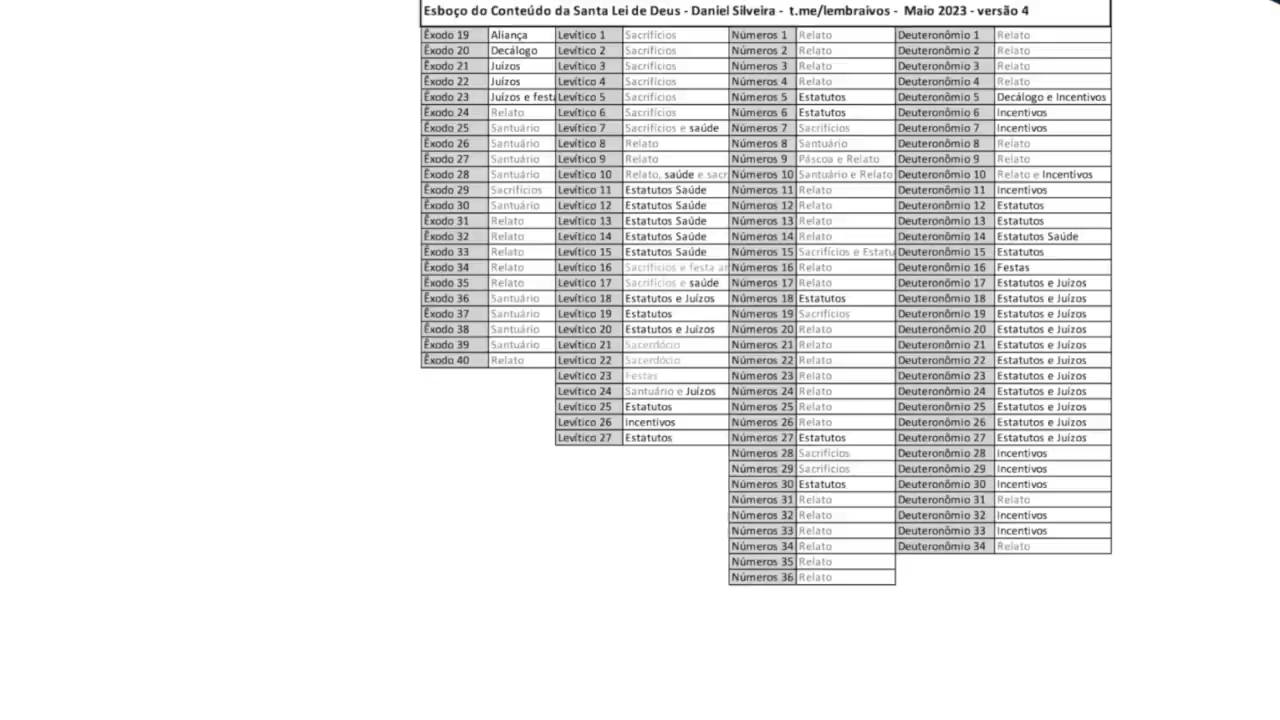 Esboço do Conteúdo da Santa Lei de Deus - Daniel Silveira - t.me/lembraivos - Maio 2023 - versão 4
Êxodo 19 Aliança Levítico 1 Sacrifícios Números 1 Relato Deuteronômio 1 Relato
Êxodo 20 Decálogo Levítico 2 Sacrifícios Números 2 Relato Deuteronômio 2 Relato
Êxodo 21 Juízos Levítico 3 Sacrifícios Números 3 Relato Deuteronômio 3 Relato
Êxodo 22 Juízos Levítico 4 Sacrifícios Números 4 Relato Deuteronômio 4 Relato
Êxodo 23 Juízos e festa Levítico 5 Sacrifícios Números 5 Estatutos Deuteronômio 5 Decálogo e Incentivos
Êxodo 24 Relato Levítico 6 Sacrifícios Números 6 Estatutos Deuteronômio 6 Incentivos
Êxodo 25 Santuário Levítico 7 Sacrifícios e saúde Números 7 Sacrifícios Deuteronômio 7 Incentivos
Êxodo 26 Santuário Levítico 8 Relato Números 8 Santuário Deuteronômio 8 Relato
Êxodo 27 Santuário Levítico 9 Relato Números 9 Páscoa e Relato Deuteronômio 9 Relato
Êxodo 28 Santuário Levítico 10 Relato, saúde e sacr Números 10 Santuário e Relato Deuteronômio 10 Relato e Incentivos
Êxodo 29 Sacrifícios Levítico 11 Estatutos Saúde Números 11 Relato Deuteronômio 11 Incentivos
Êxodo 30 Santuário Levítico 12 Estatutos Saúde Números 12 Relato Deuteronômio 12 Estatutos
Êxodo 31 Relato Levítico 13 Estatutos Saúde Números 13 Relato Deuteronômio 13 Estatutos
Êxodo 32 Relato Levítico 14 Estatutos Saúde Números 14 Relato Deuteronômio 14 Estatutos Saúde
Êxodo 33 Relato Levítico 15 Estatutos Saúde Números 15 Sacrifícios e Estatu Deuteronômio 15 Estatutos
Êxodo 34 Relato Levítico 16 Sacrifícios e festa an Números 16 Relato Deuteronômio 16 Festas
Êxodo 35 Relato Levítico 17 Sacrifícios e saúde Números 17 Relato Deuteronômio 17 Estatutos e Juízos
Êxodo 36 Santuário Levítico 18 Estatutos e Juízos Números 18 Estatutos Deuteronômio 18 Estatutos e Juízos
Êxodo 37 Santuário Levítico 19 Estatutos Números 19 Sacrifícios Deuteronômio 19 Estatutos e Juízos
Êxodo 38 Santuário Levítico 20 Estatutos e Juízos Números 20 Relato Deuteronômio 20 Estatutos e Juízos
Êxodo 39 Santuário Levítico 21 Sacerdócio Números 21 Relato Deuteronômio 21 Estatutos e Juízos
Êxodo 40 Relato Levítico 22 Sacerdócio Números 22 Relato Deuteronômio 22 Estatutos e Juízos
Levítico 23 Festas Números 23 Relato Deuteronômio 23 Estatutos e Juízos
Levítico 24 Santuário e Juízos Números 24 Relato Deuteronômio 24 Estatutos e Juízos
Levítico 25 Estatutos Números 25 Relato Deuteronômio 25 Estatutos e Juízos
Levítico 26 Incentivos Números 26 Relato Deuteronômio 26 Estatutos e Juízos
Levítico 27 Estatutos Números 27 Estatutos Deuteronômio 27 Estatutos e Juízos
Números 28 Sacrifícios Deuteronômio 28 Incentivos
Números 29 Sacrifícios Deuteronômio 29 Incentivos
Números 30 Estatutos Deuteronômio 30 Incentivos
Números 31 Relato Deuteronômio 31 Relato
Números 32 Relato Deuteronômio 32 Incentivos
Números 33 Relato Deuteronômio 33 Incentivos
Números 34 Relato Deuteronômio 34 Relato
Números 35 Relato
Números 36 Relato